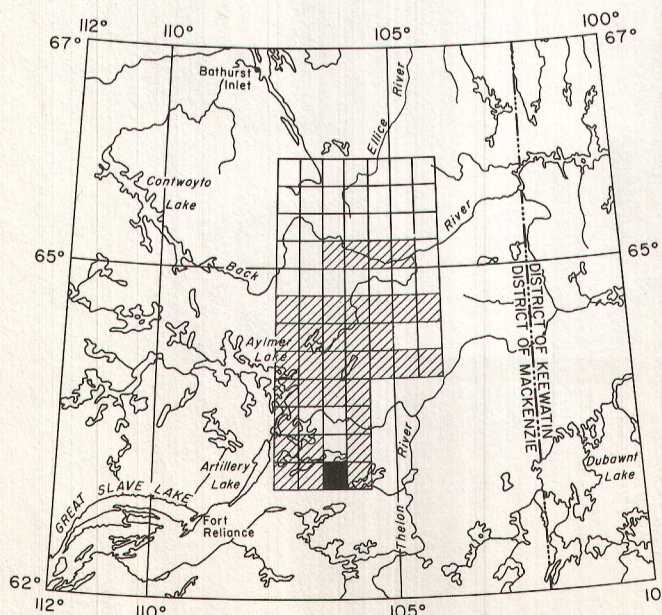 112°
110°
105°
100°
67°
67°
Bathurst
Inlet
Ellice
River
Contwoyto
Lake
River
65°
65°
Back
DISTRICT OF KEEWATIN
DISTRICT OF MACKENZIE
Aylmer
Lake
Artillery
Lake
River
Dubawnt
Lake
GREAT SLAVE LAKE
Fort
Reliance
Thelon
62°
112°
110°
105°
10